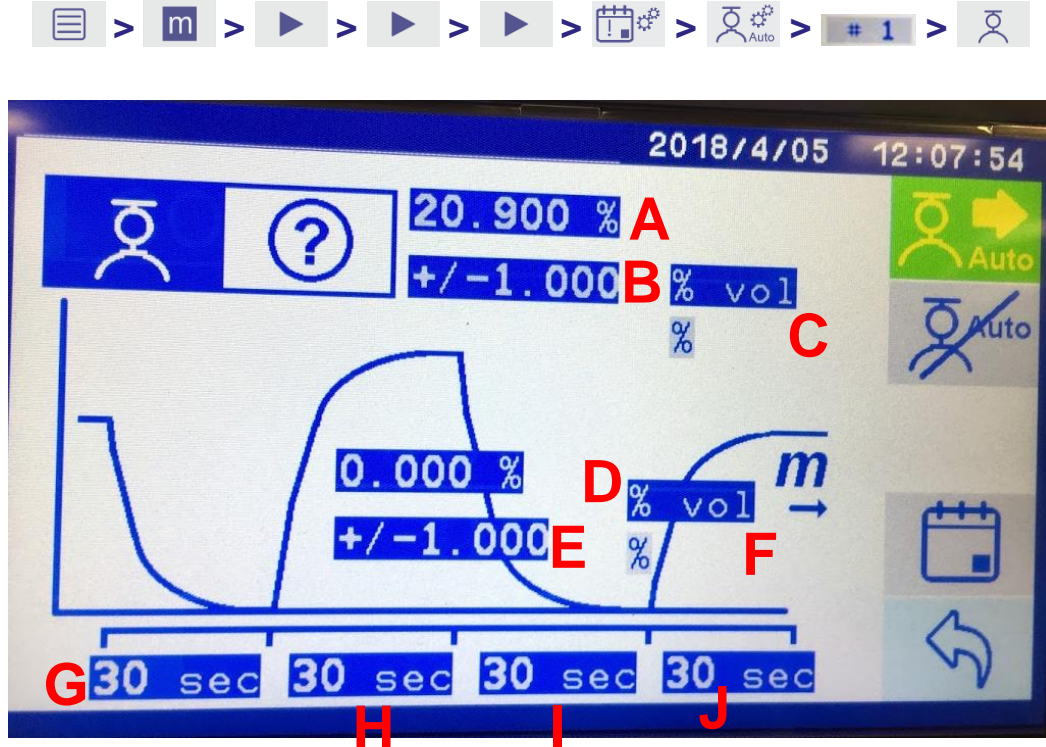 > m > > > > ! > Auto > # 1 >
2018/4/05 12:07:54
? 20.900 % A
Auto
+/-1.000 B % vol
C
% Auto
0.000 % D % vol m
+/-1.000 E % F
G 30 sec 30 sec 30 sec 30 sec
H I J